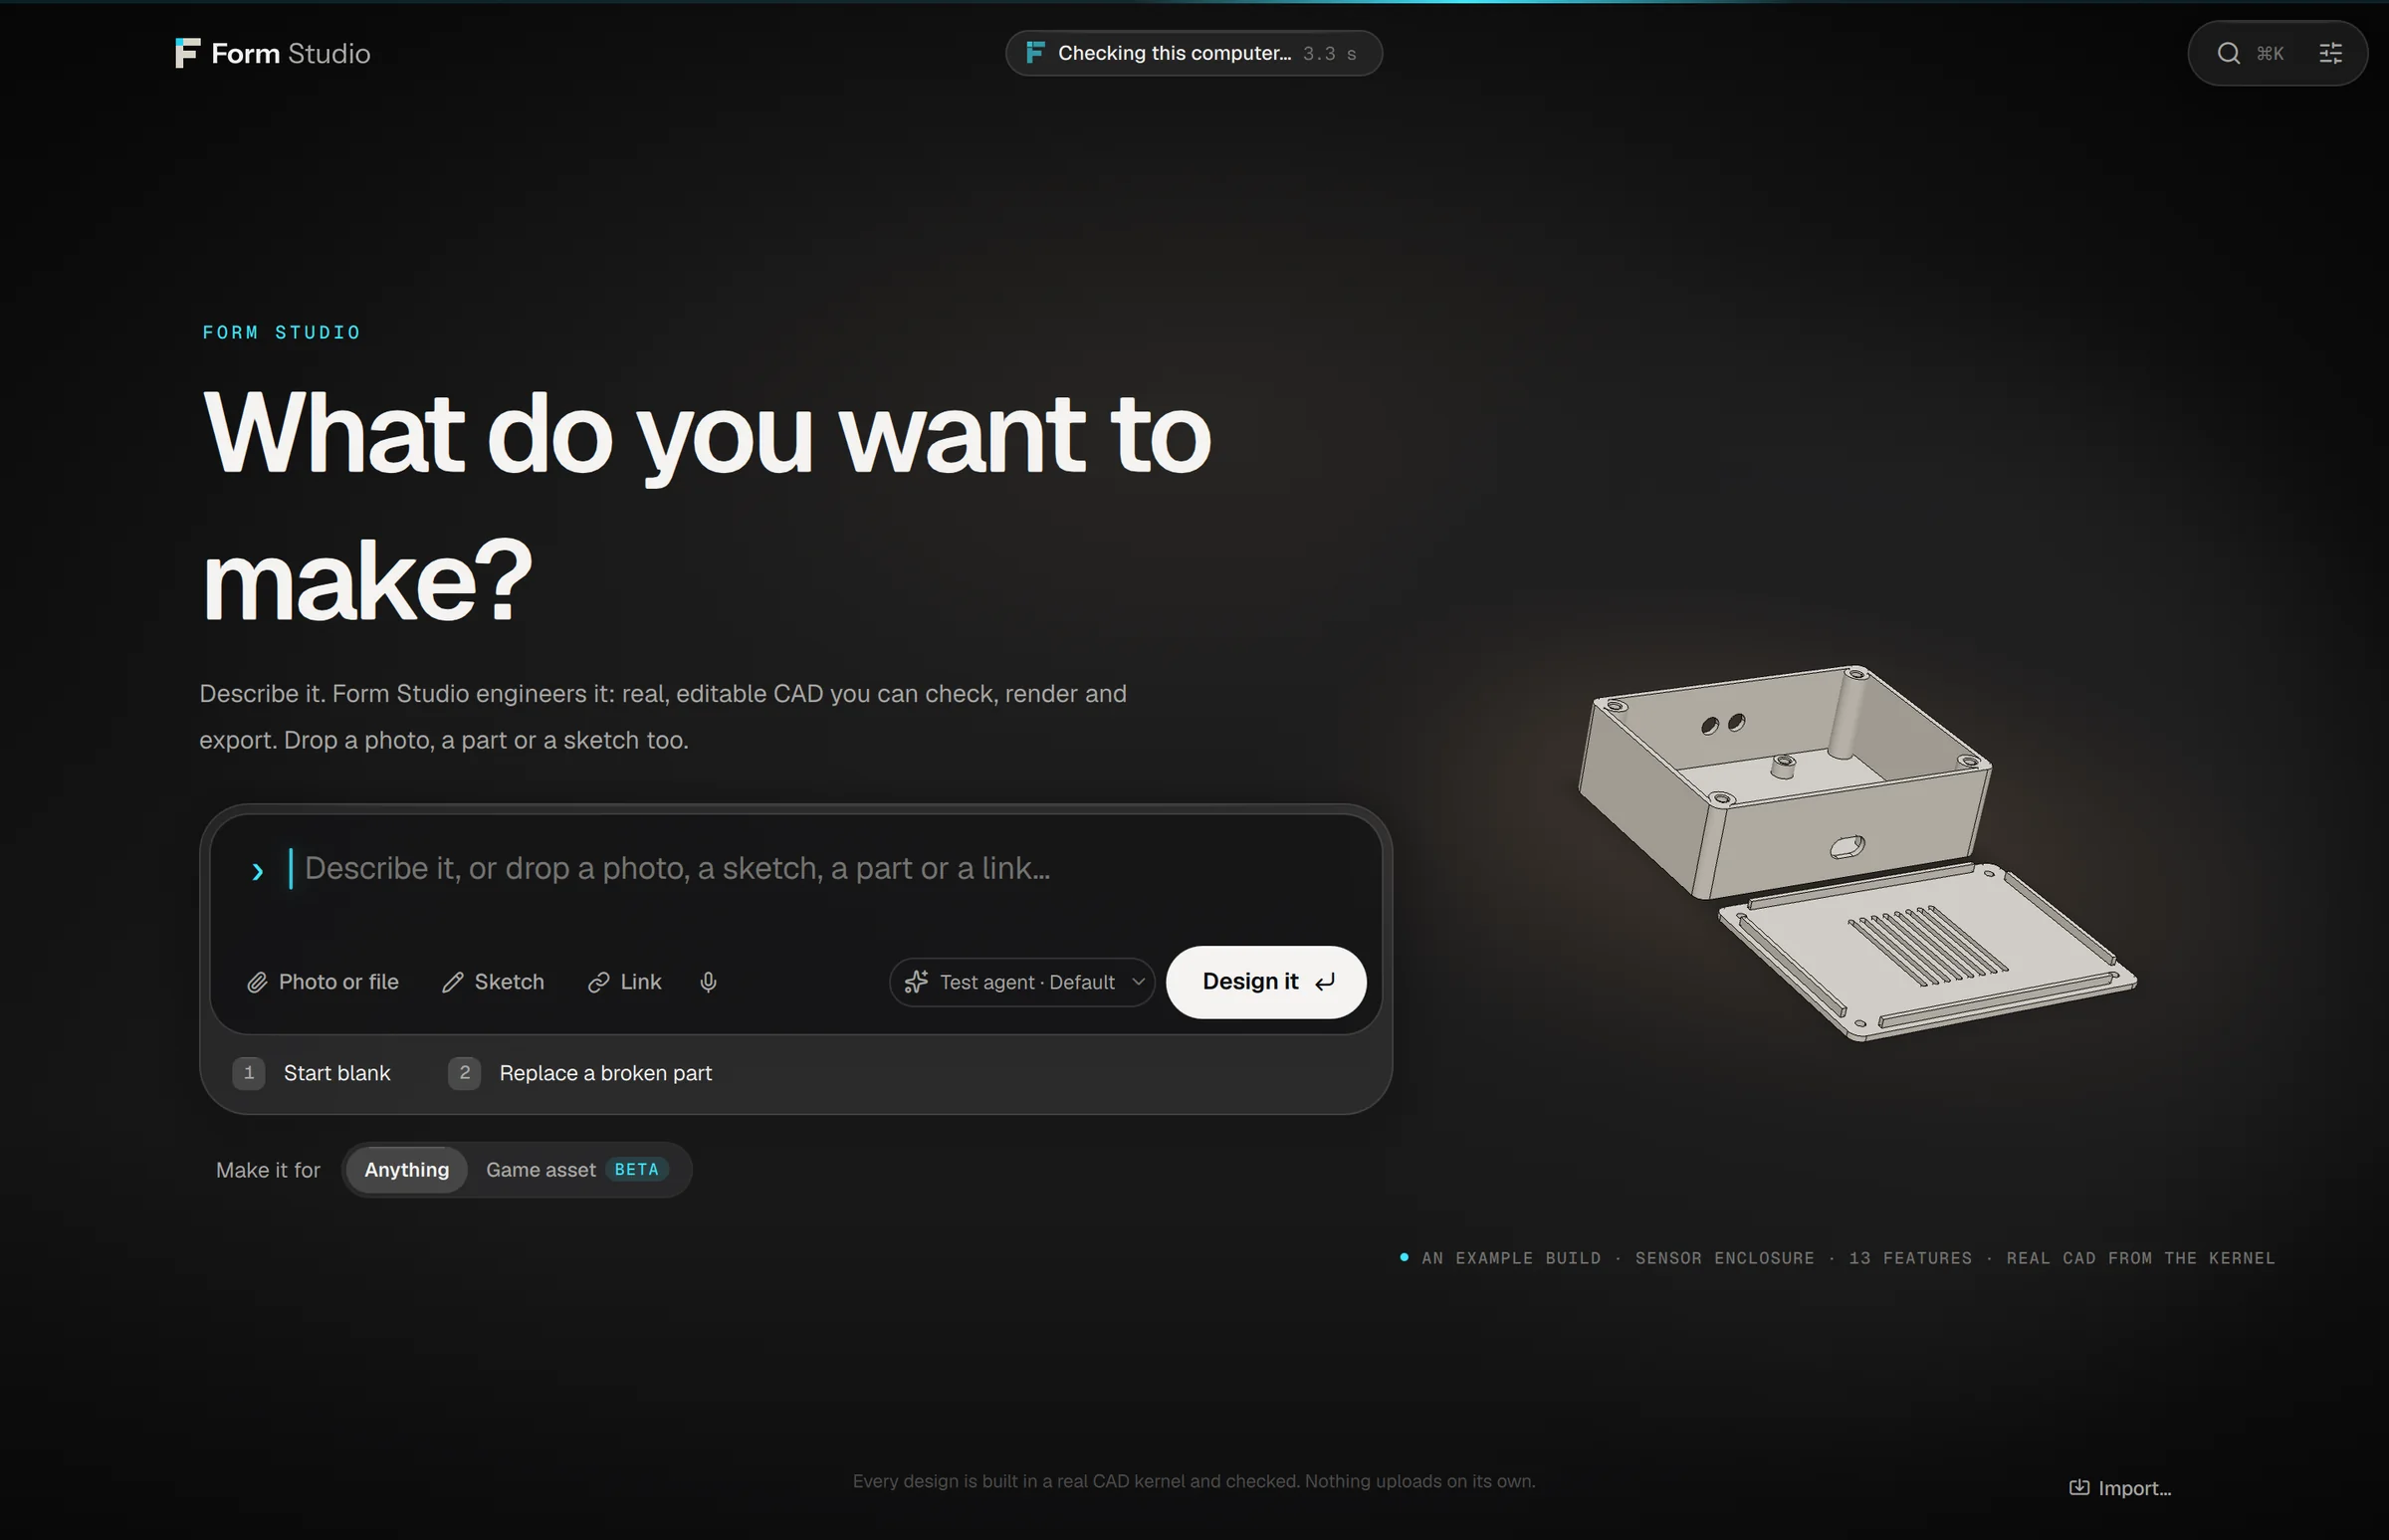 Form Studio
Checking this computer... 3.3 s
⌘K
FORM STUDIO
What do you want to
make?
Describe it. Form Studio engineers it: real, editable CAD you can check, render and
export. Drop a photo, a part or a sketch too.
› Describe it, or drop a photo, a sketch, a part or a link...
Photo or file Sketch Link Test agent · Default Design it
1 Start blank 2 Replace a broken part
Make it for Anything Game asset BETA
AN EXAMPLE BUILD · SENSOR ENCLOSURE · 13 FEATURES · REAL CAD FROM THE KERNEL
Every design is built in a real CAD kernel and checked. Nothing uploads on its own.
Import...